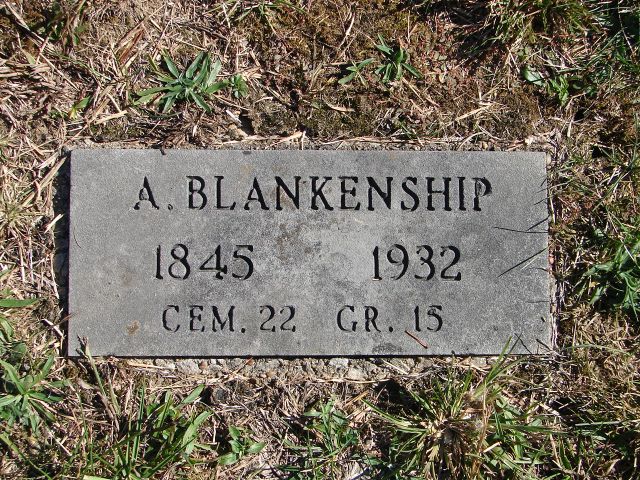 A. BLANKENSHIP
1845 1932
CEM. 22 GR. 15